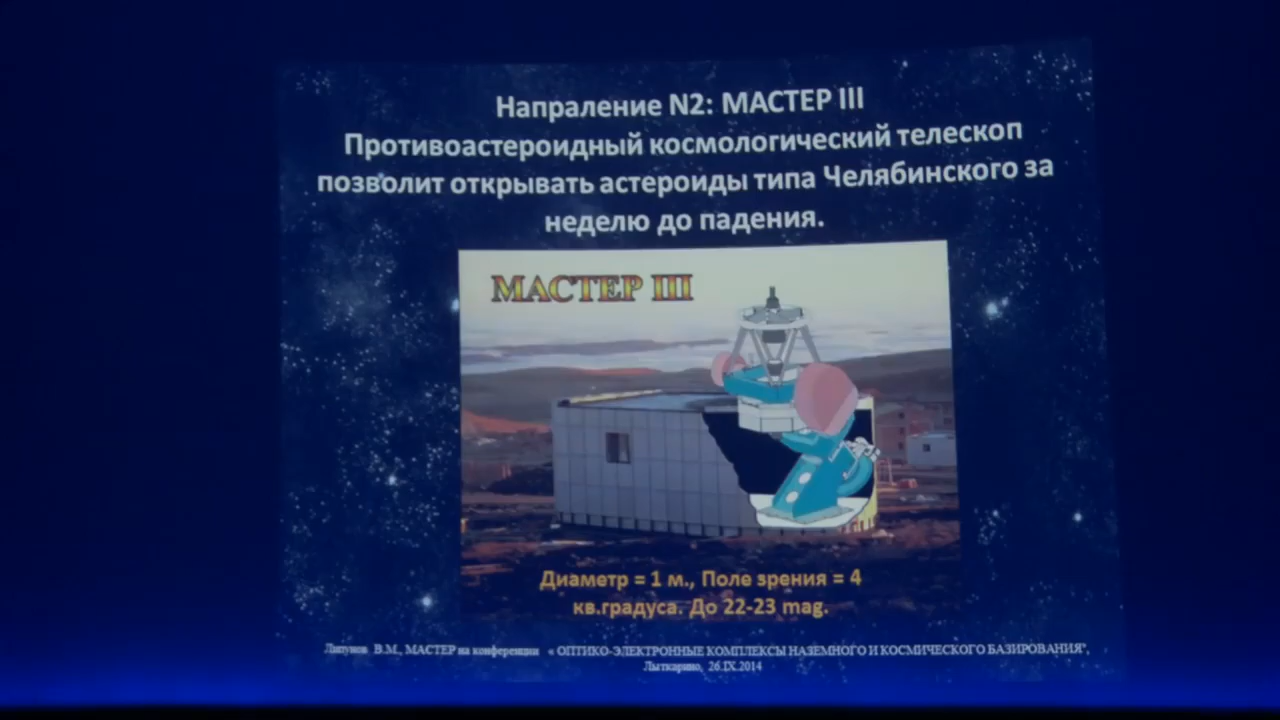 Напраление N2: МАСТЕР III
Противоастероидный космологический телескоп
позволит открывать астероиды типа Челябинского за
неделю до падения.
МАСТЕР III
Диаметр = 1 м., Поле зрения = 4
кв.градуса. До 22-23 mag.
Липунов В.М., МАСТЕР на конференции « ОПТИКО-ЭЛЕКТРОННЫЕ КОМПЛЕКСЫ НАЗЕМНОГО И КОСМИЧЕСКОГО БАЗИРОВАНИЯ",
Лыткарино, 26.IX.2014